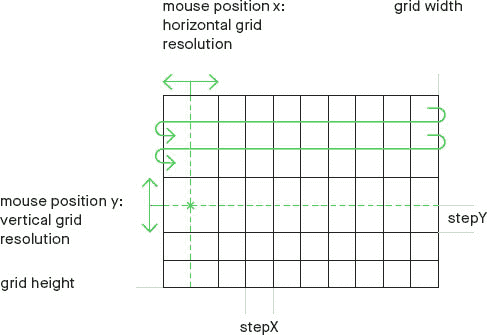 mouse position x:
horizontal grid
resolution
grid width
mouse position y:
vertical grid
resolution
stepY
grid height
stepX